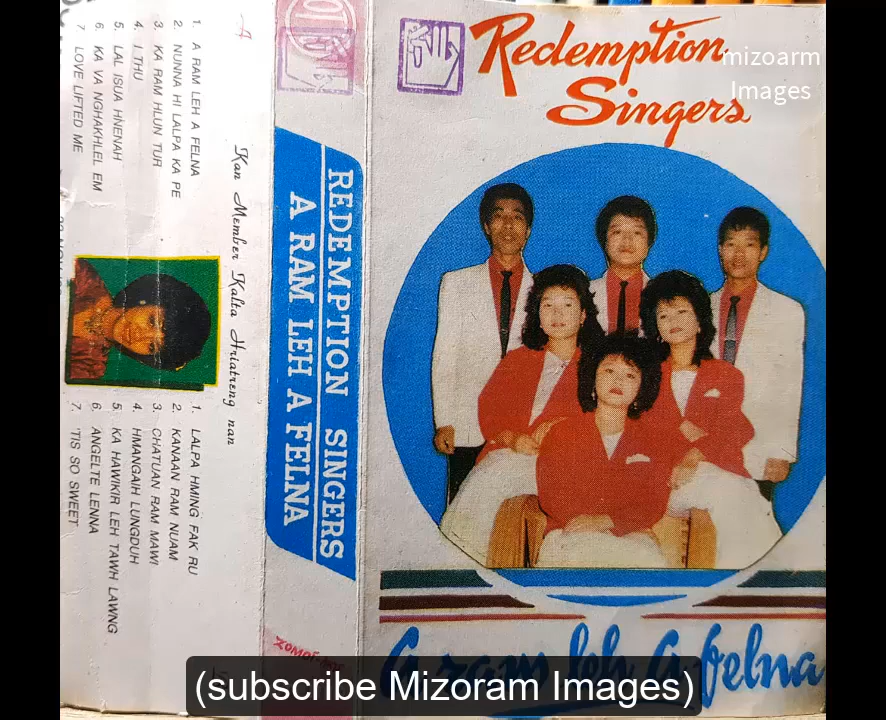 A
1. A RAM LEH A FELNA
2. NUNNA HI LALPA KA PE
3. KA RAM HLUN TUR
4. I THU
5. LAL ISUA HNENAH
6. KA VA NGHAKHLEL EM
7 LOVE LIFTED ME
Kan Member Kalta Hriatreng nan
1. LALPA HMING FAK RU
2. KANAAN RAM NUAM
3. CHATUAN RAM MAWI
4. HMANGAIH LUNGDUH
5. KA HAWIKIR LEH TAWH LAWNG
6. ANGELTE LENNA
7. 'TIS SO SWEET
REDEMPTION SINGERS
A RAM LEH A FELNA
Redemption
Singers
mizoarm
Images
A ram leh A felna
(subscribe Mizoram Images)